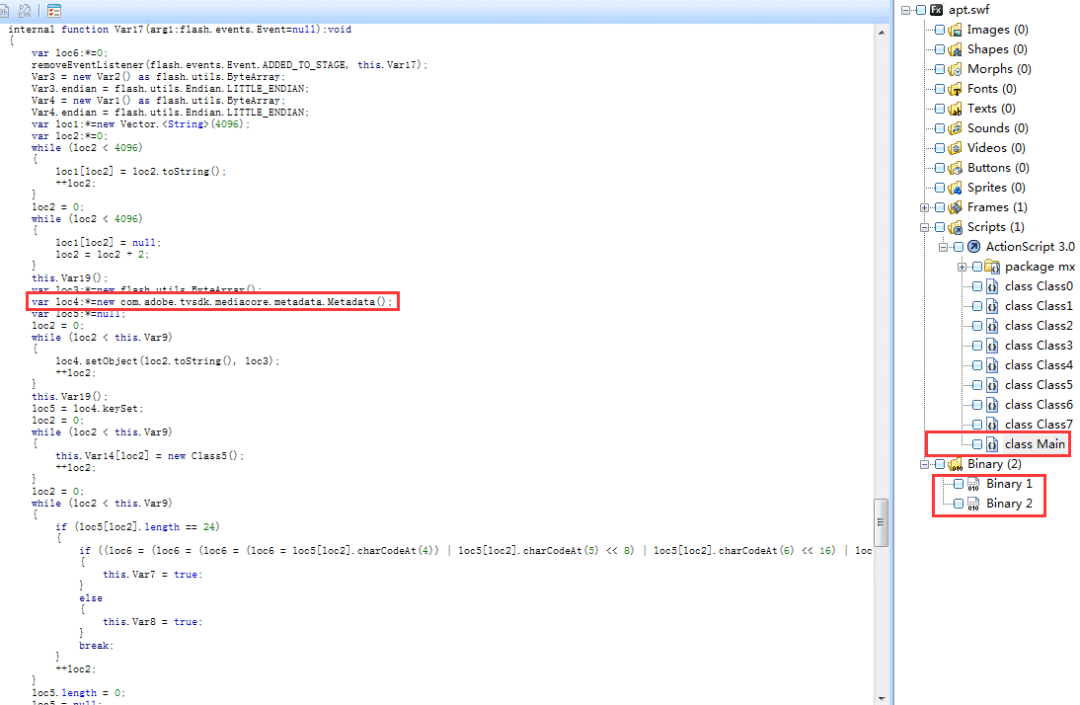 internal function Var17(arg1:flash.events.Event=null):void
{
var loc6:*=0;
removeEventListener(flash.events.Event.ADDED_TO_STAGE, this.Var17);
Var3 = new Var2() as flash.utils.ByteArray;
Var3.endian = flash.utils.Endian.LITTLE_ENDIAN;
Var4 = new Var1() as flash.utils.ByteArray;
Var4.endian = flash.utils.Endian.LITTLE_ENDIAN;
var loc1:*=new Vector.<String>(4096);
var loc2:*=0;
while (loc2 < 4096)
{
loc1[loc2] = loc2.toString();
++loc2;
}
loc2 = 0;
while (loc2 < 4096)
{
loc1[loc2] = null;
loc2 = loc2 + 2;
}
this.Var19();
var loc3:*=new flash.utils.ByteArray();
var loc4:*=new com.adobe.tvsdk.mediacore.metadata.Metadata();
var loc5:*=null;
loc2 = 0;
while (loc2 < this.Var9)
{
loc4.setObject(loc2.toString(), loc3);
++loc2;
}
this.Var19();
loc5 = loc4.keySet;
loc2 = 0;
while (loc2 < this.Var9)
{
this.Var14[loc2] = new Class5();
++loc2;
}
loc2 = 0;
while (loc2 < this.Var9)
{
if (loc5[loc2].length == 24)
{
if ((loc6 = (loc6 = (loc6 = (loc6 = loc5[loc2].charCodeAt(4)) | loc5[loc2].charCodeAt(5) << 8) | loc5[loc2].charCodeAt(6) << 16) | loc
{
this.Var7 = true;
}
else
{
this.Var8 = true;
}
break;
}
++loc2;
}
loc5.length = 0;
loc5 = null;
apt.swf
Images (0)
Shapes (0)
Morphs (0)
Fonts (0)
Texts (0)
Sounds (0)
Videos (0)
Buttons (0)
Sprites (0)
Frames (1)
Scripts (1)
ActionScript 3.0
package mx
class Class0
class Class1
class Class2
class Class3
class Class4
class Class5
class Class6
class Class7
class Main
Binary (2)
Binary 1
Binary 2